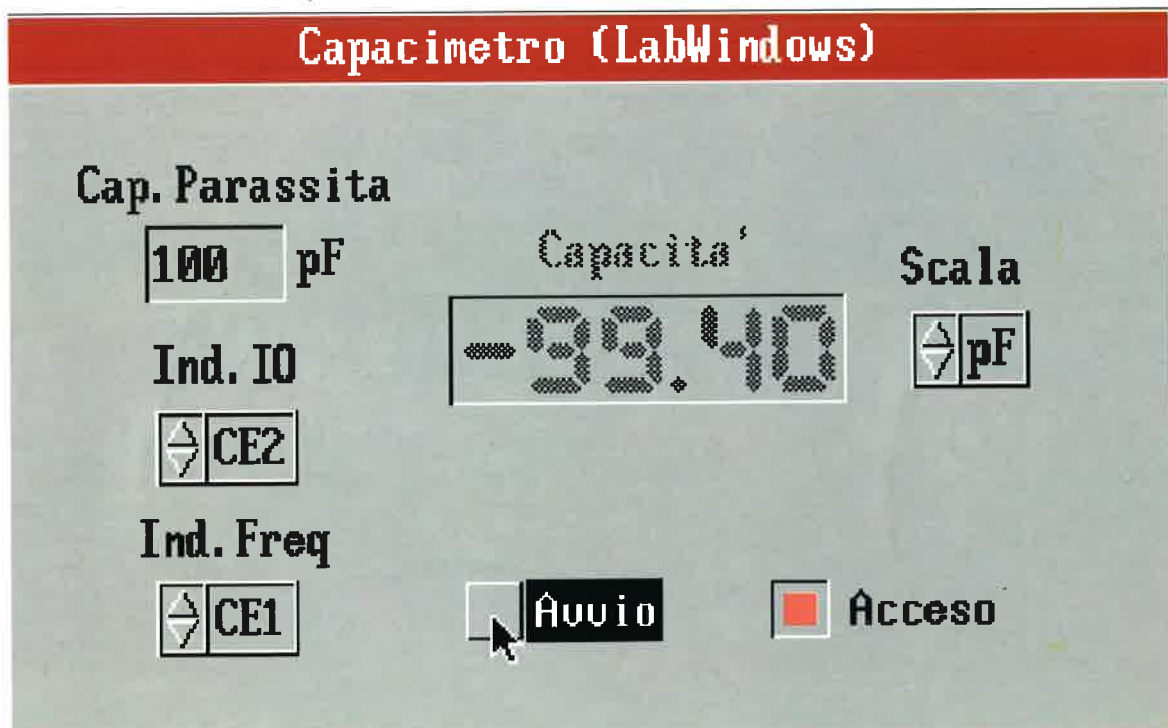 Capacimetro (LabWindows)
Cap. Parassita
100 pF
Capacita'
-99.40
Scala
pF
Ind. IO
CE2
Ind. Freq
CE1
Avvio
Acceso